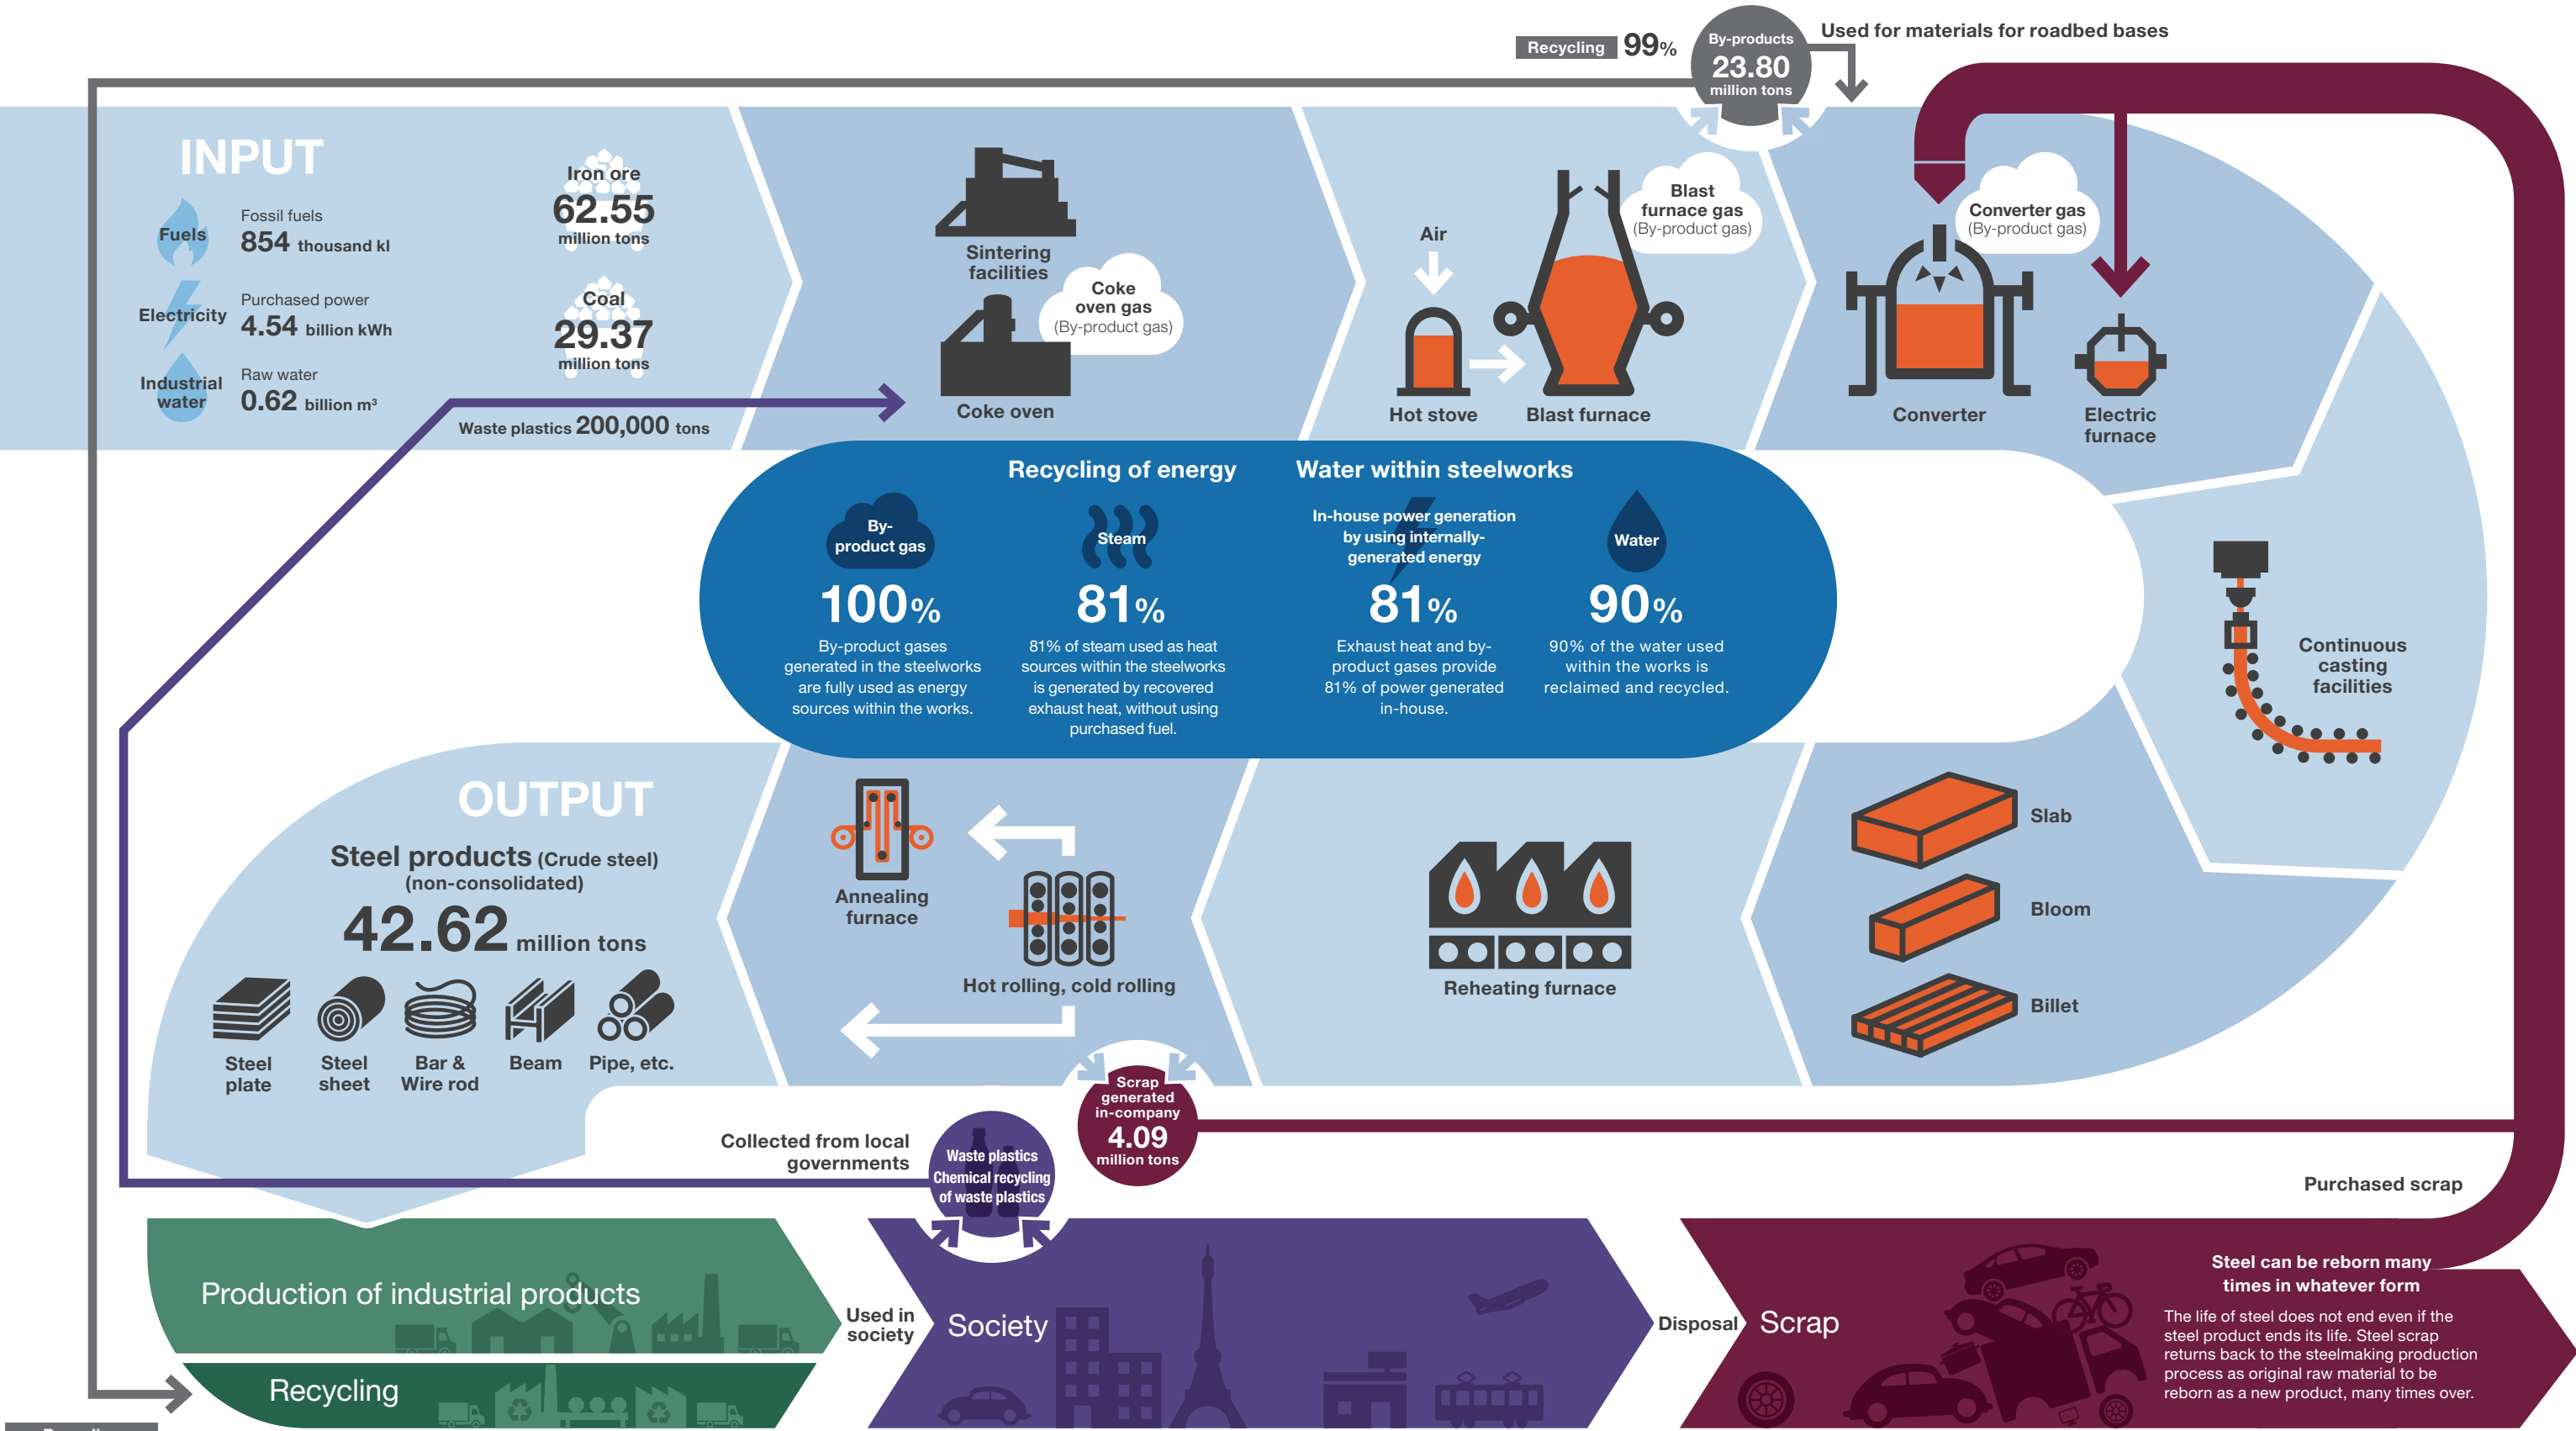 Recycling 99%
By-products
23.80
million tons
Used for materials for roadbed bases
INPUT
Fuels
Fossil fuels
854 thousand kl
Electricity
Purchased power
4.54 billion kWh
Industrial
water
Raw water
0.62 billion m³
Iron ore
62.55
million tons
Coal
29.37
million tons
Waste plastics 200,000 tons
Sintering
facilities
Coke
oven gas
(By-product gas)
Coke oven
Air
Hot stove
Blast
furnace gas
(By-product gas)
Blast furnace
Converter gas
(By-product gas)
Converter
Electric
furnace
Recycling of energy
Water within steelworks
By-
product gas
100%
By-product gases
generated in the steelworks
are fully used as energy
sources within the works.
Steam
81%
81% of steam used as heat
sources within the steelworks
is generated by recovered
exhaust heat, without using
purchased fuel.
In-house power generation
by using internally-
generated energy
81%
Exhaust heat and by-
product gases provide
81% of power generated
in-house.
Water
90%
90% of the water used
within the works is
reclaimed and recycled.
Continuous
casting
facilities
Slab
Bloom
Billet
Reheating furnace
Hot rolling, cold rolling
Annealing
furnace
OUTPUT
Steel products (Crude steel)
(non-consolidated)
42.62 million tons
Steel
plate
Steel
sheet
Bar &
Wire rod
Beam
Pipe, etc.
Scrap
generated
in-company
4.09
million tons
Collected from local
governments
Waste plastics
Chemical recycling
of waste plastics
Purchased scrap
Production of industrial products
Recycling
Used in
society
Society
Disposal
Scrap
Steel can be reborn many
times in whatever form
The life of steel does not end even if the
steel product ends its life. Steel scrap
returns back to the steelmaking production
process as original raw material to be
reborn as a new product, many times over.